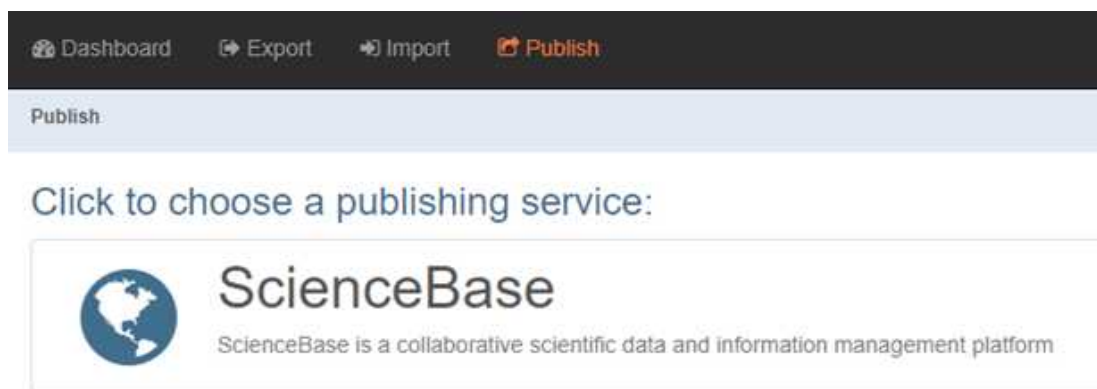 Dashboard Export Import Publish
Publish
Click to choose a publishing service:
ScienceBase
ScienceBase is a collaborative scientific data and information management platform